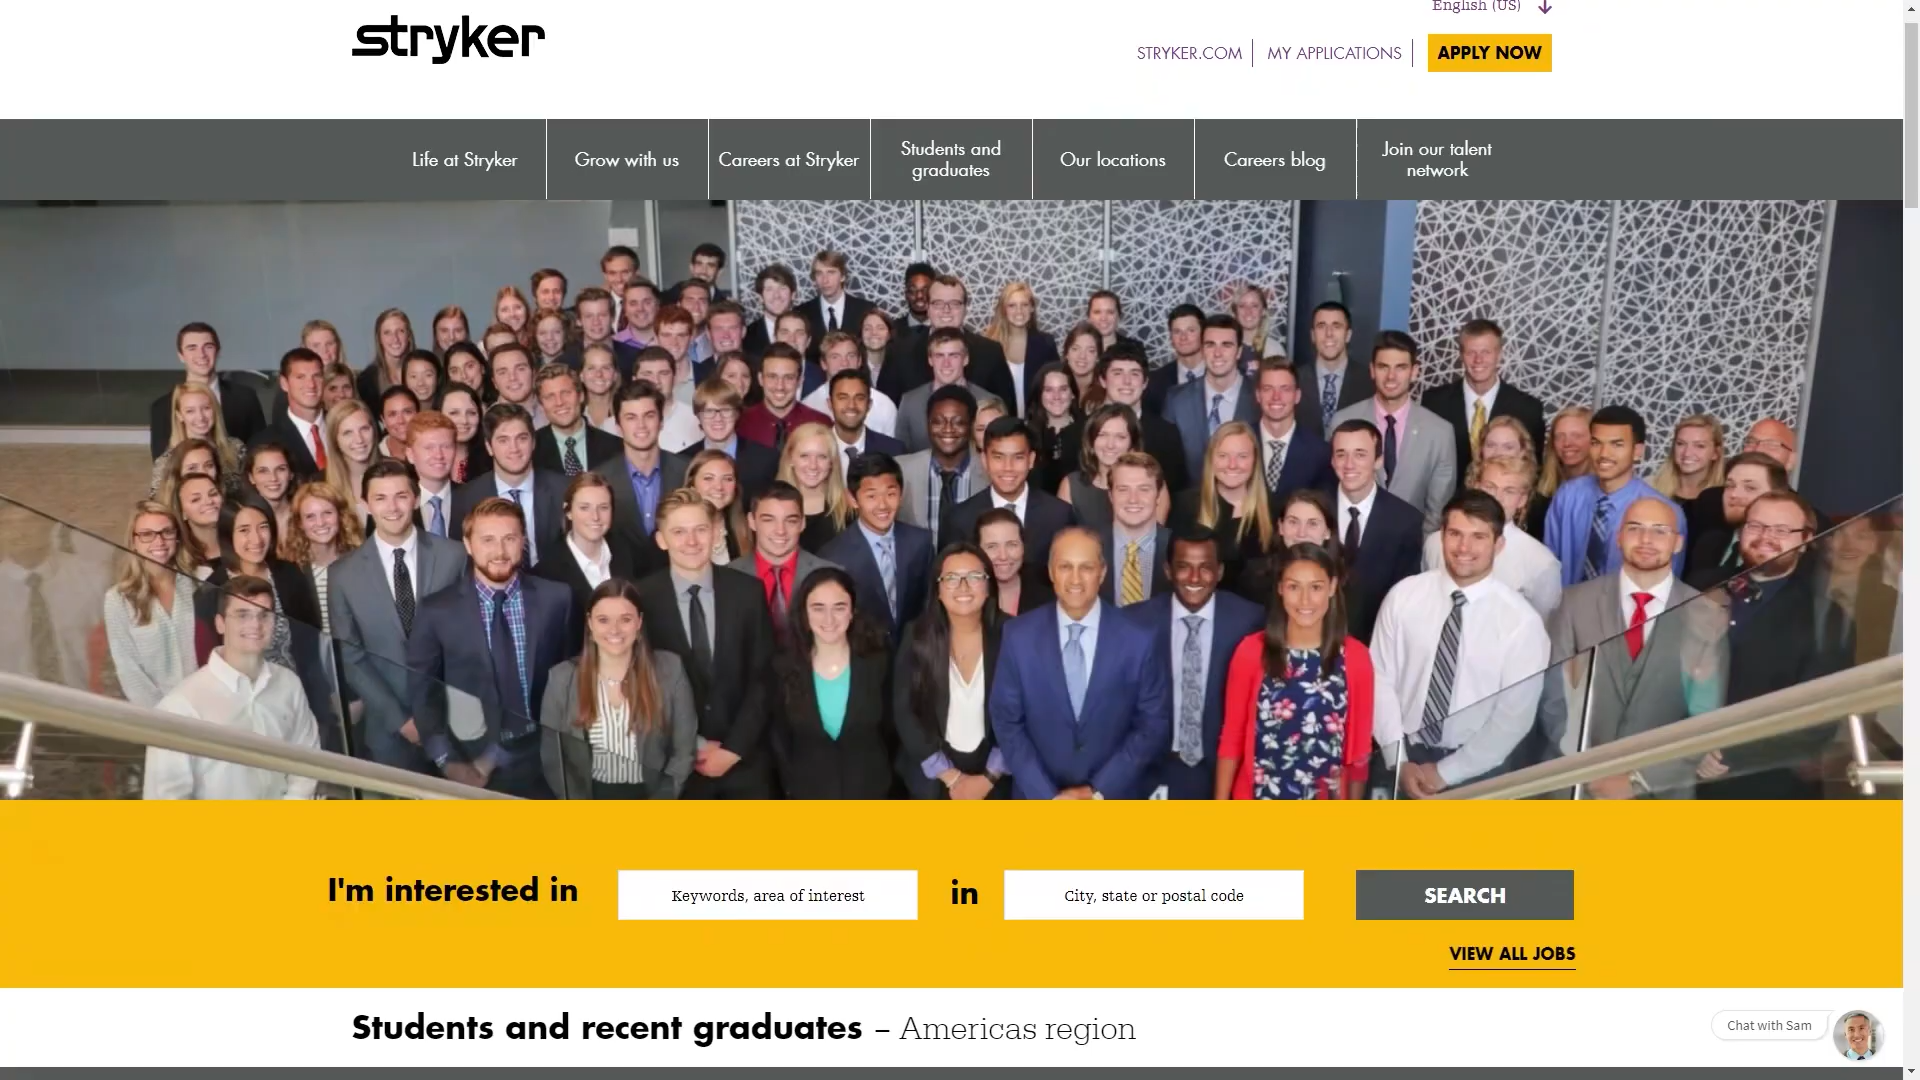 English (US)
stryker
STRYKER.COM
MY APPLICATIONS
APPLY NOW
Life at Stryker
Grow with us
Careers at Stryker
Students and
graduates
Our locations
Careers blog
Join our talent
network
I'm interested in
Keywords, area of interest
in
City, state or postal code
SEARCH
VIEW ALL JOBS
Students and recent graduates – Americas region
Chat with Sam